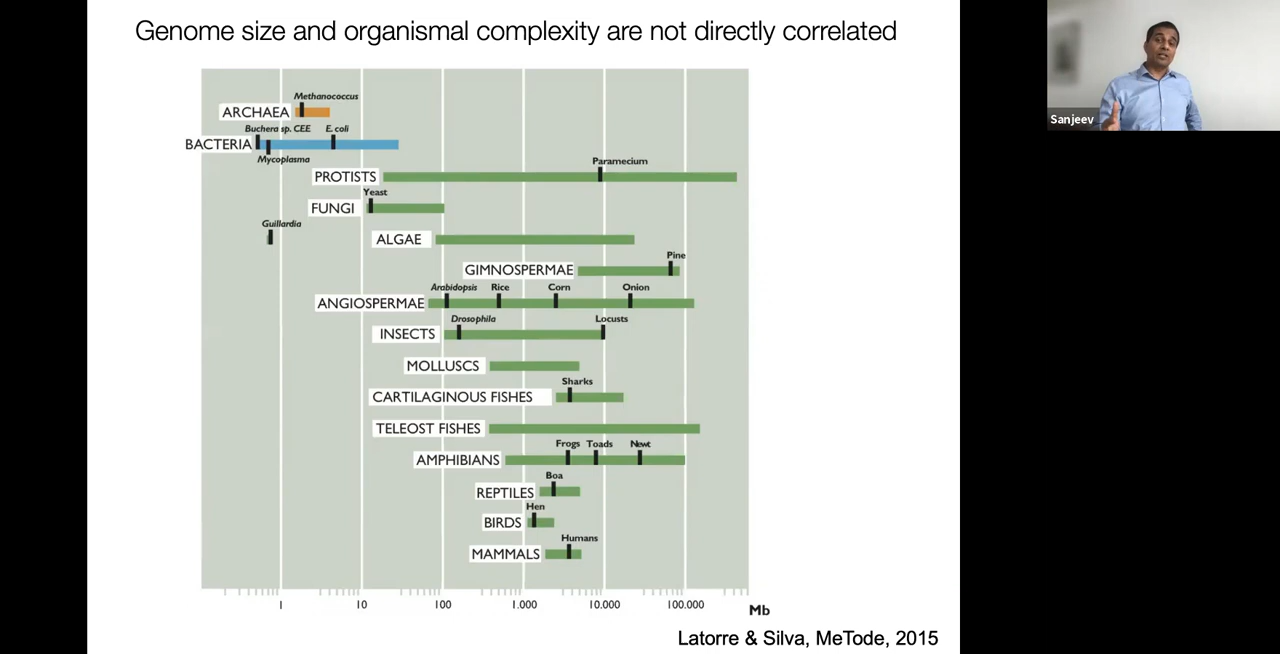 Genome size and organismal complexity are not directly correlated
Sanjeev
Methanococcus
ARCHAEA
Buchera sp. CEE E. coli
BACTERIA
Mycoplasma
Paramecium
PROTISTS
Yeast
FUNGI
Guillardia
ALGAE
Pine
GIMNOSPERMAE
Arabidopsis Rice Corn Onion
ANGIOSPERMAE
Drosophila Locusts
INSECTS
MOLLUSCS
Sharks
CARTILAGINOUS FISHES
TELEOST FISHES
Frogs Toads Newt
AMPHIBIANS
Boa
REPTILES
Hen
BIRDS
Humans
MAMMALS
1 10 100 1.000 10.000 100.000
Mb
Latorre & Silva, MeTode, 2015